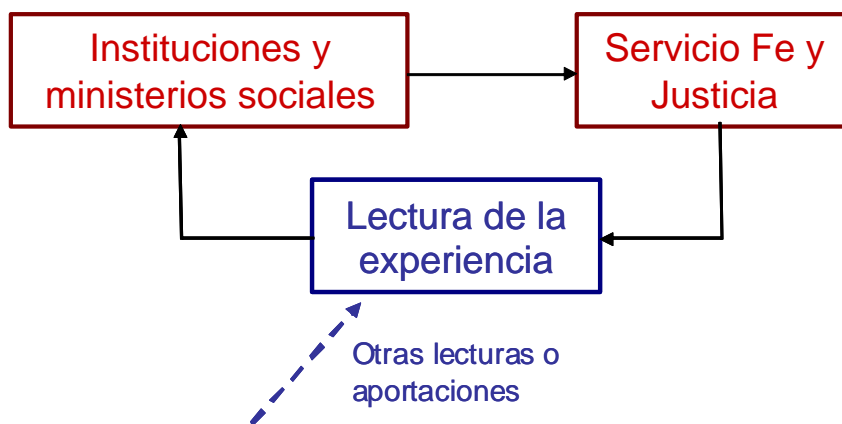 Instituciones y
ministerios sociales
Servicio Fe y
Justicia
Lectura de la
experiencia
Otras lecturas o
aportaciones